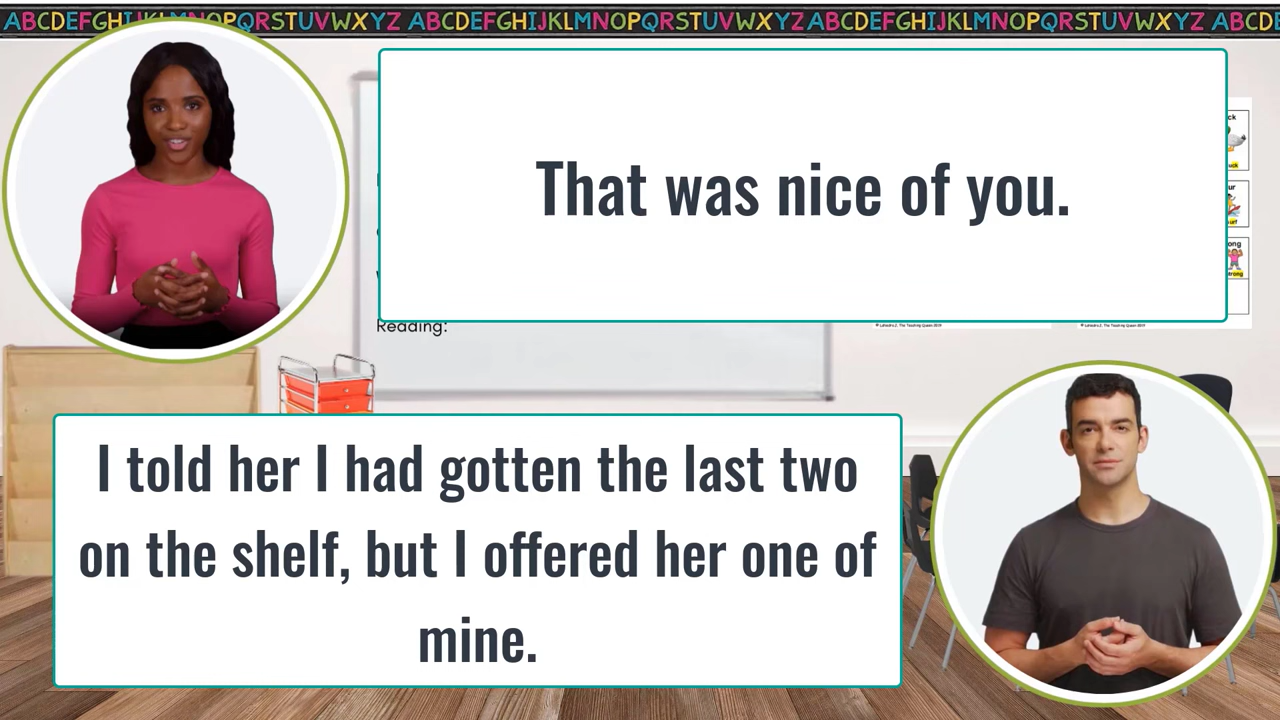 ABCDEFGHIJKLMNOPQRSTUVWXYZ ABCDEFGHIJKLMNOPQRSTUVWXYZ ABCDEFGHIJKLMNOPQRSTUVWXYZ ABCDE
That was nice of you.
Reading:
I told her I had gotten the last two
on the shelf, but I offered her one of
mine.